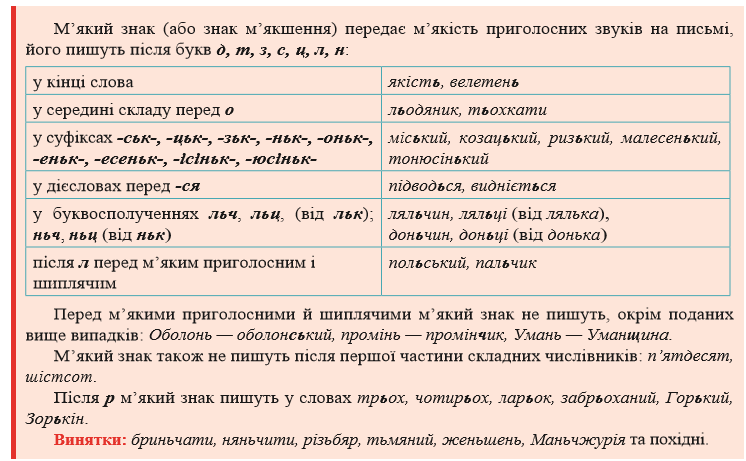 М’який знак (або знак м’якшення) передає м’якість приголосних звуків на письмі,
його пишуть після букв д, т, з, с, ц, л, н:
у кінці слова
якість, велетень
у середині складу перед о
льодяник, тьохкати
у суфіксах -ськ-, -цьк-, -зьк-, -ньк-, -оньк-,
-еньк-, -есеньк-, -ісіньк-, -юсіньк-
міський, козацький, ризький, малесенький,
тонюсінький
у дієсловах перед -ся
підводься, видніється
у буквосполученнях льч, льц, (від льк);
ньч, ньц (від ньк)
ляльчин, ляльці (від лялька),
доньчин, доньці (від донька)
після л перед м’яким приголосним і
шиплячим
польський, пальчик
Перед м’якими приголосними й шиплячими м’який знак не пишуть, окрім поданих
вище випадків: Оболонь — оболонський, промінь — промінчик, Умань — Уманщина.
М’який знак також не пишуть після першої частини складних числівників: п’ятдесят,
шістсот.
Після р м’який знак пишуть у словах трьох, чотирьох, ларьок, забрьоханий, Горький,
Зорькін.
Винятки: бриньчати, няньчити, різьбяр, тьмяний, женьшень, Маньчжурія та похідні.